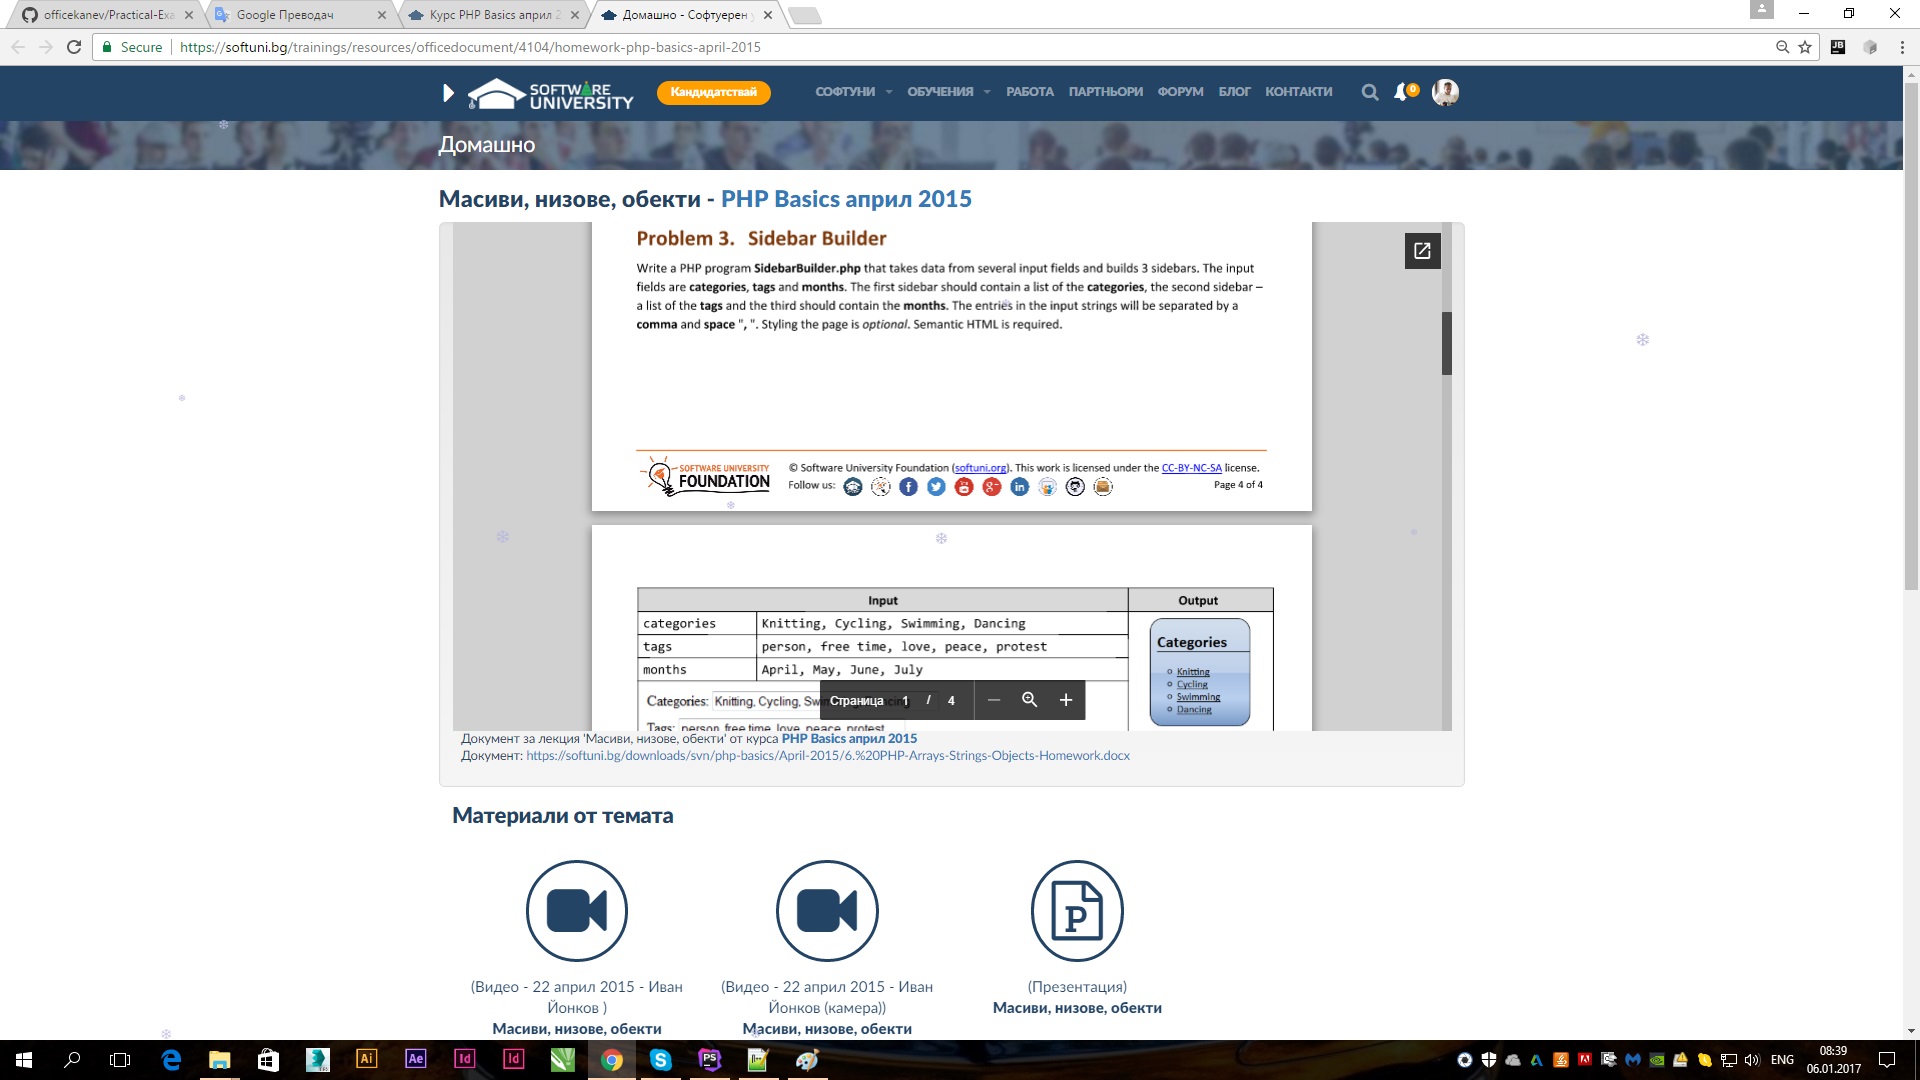 officekanev/Practical-Exa
Google Преводач
Курс PHP Basics април 2
Домашно - Софтуерен у
Secure
https://softuni.bg/trainings/resources/officedocument/4104/homework-php-basics-april-2015
SOFTWARE
UNIVERSITY
Кандидатствай
СОФТУНИ
ОБУЧЕНИЯ
РАБОТА
ПАРТНЬОРИ
ФОРУМ
БЛОГ
КОНТАКТИ
0
Домашно
Масиви, низове, обекти - PHP Basics април 2015
Problem 3. Sidebar Builder
Write a PHP program SidebarBuilder.php that takes data from several input fields and builds 3 sidebars. The input
fields are categories, tags and months. The first sidebar should contain a list of the categories, the second sidebar –
a list of the tags and the third should contain the months. The entries in the input strings will be separated by a
comma and space ", ". Styling the page is optional. Semantic HTML is required.
SOFTWARE UNIVERSITY
FOUNDATION
© Software University Foundation (softuni.org). This work is licensed under the CC-BY-NC-SA license.
Follow us:
Page 4 of 4
Input
Output
categories
Knitting, Cycling, Swimming, Dancing
tags
person, free time, love, peace, protest
months
April, May, June, July
Categories
Knitting
Cycling
Swimming
Dancing
Categories: Knitting, Cycling, Swimming, Dancing
Страница 1 / 4
Tags: person, free time, love, peace, protest
Документ за лекция 'Масиви, низове, обекти' от курса PHP Basics април 2015
Документ: https://softuni.bg/downloads/svn/php-basics/April-2015/6.%20PHP-Arrays-Strings-Objects-Homework.docx
Материали от темата
P
(Видео - 22 април 2015 - Иван
Йонков )
Масиви, низове, обекти
(Видео - 22 април 2015 - Иван
Йонков (камера))
Масиви, низове, обекти
(Презентация)
Масиви, низове, обекти
Ai
Ae
Id
Id
PS
ENG
08:39
06.01.2017